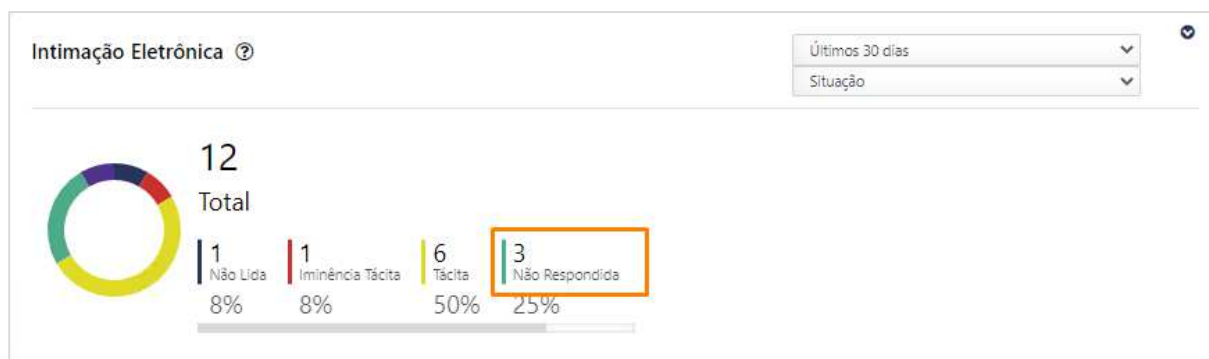 Intimação Eletrônica ?
Últimos 30 dias
Situação
12
Total
1 1 6 3
Não Lida Iminência Tácita Tácita Não Respondida
8% 8% 50% 25%